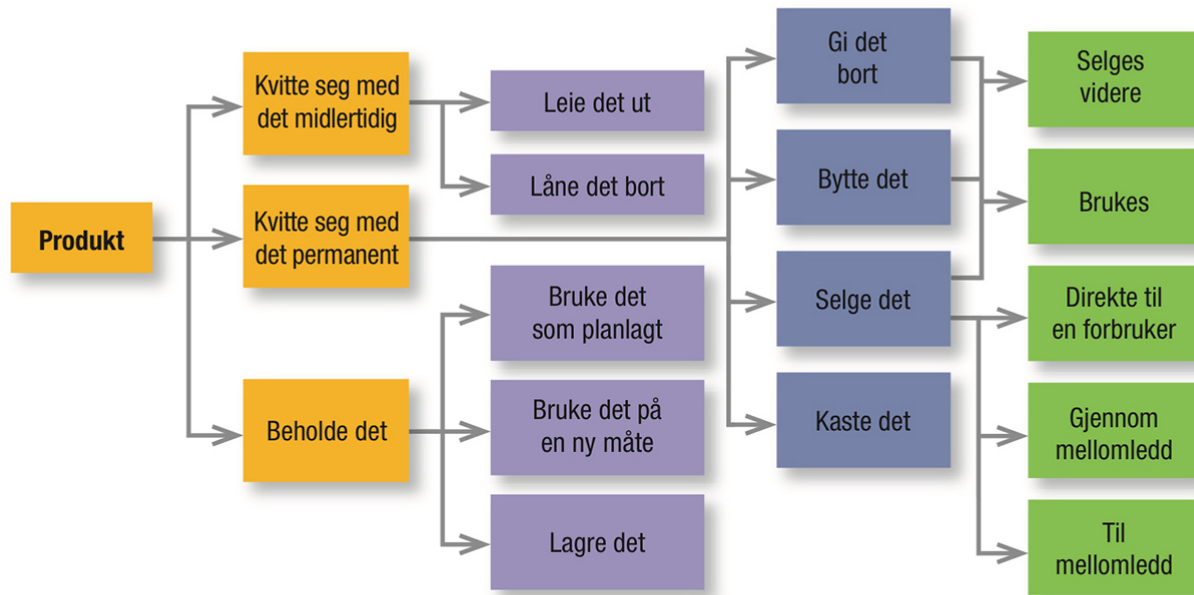 Produkt
Kvitte seg med
det midlertidig
Kvitte seg med
det permanent
Beholde det
Leie det ut
Låne det bort
Bruke det
som planlagt
Bruke det på
en ny måte
Lagre det
Gi det
bort
Bytte det
Selge det
Kaste det
Selges
videre
Brukes
Direkte til
en forbruker
Gjennom
mellomledd
Til
mellomledd